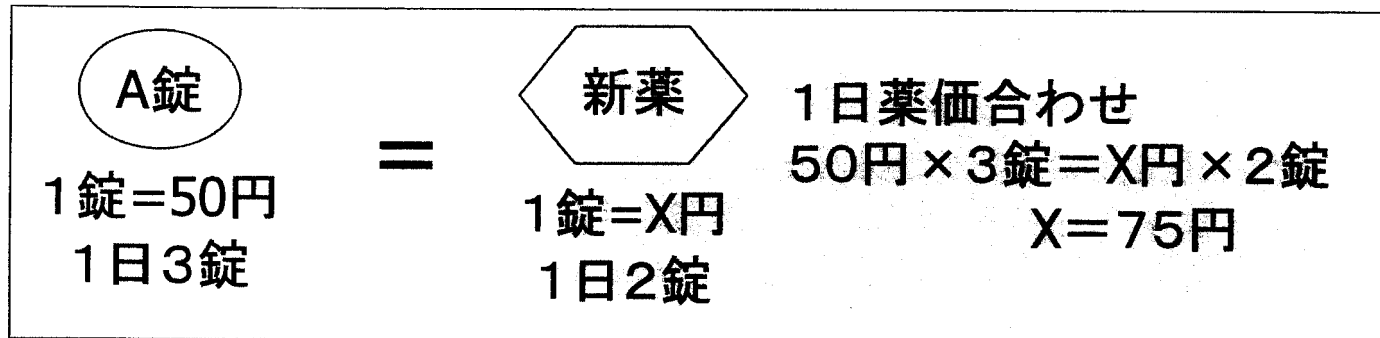 A錠
1錠=50円
1日3錠
＝
新薬
1錠=X円
1日2錠
1日薬価合わせ
50円×3錠=X円×2錠
X=75円